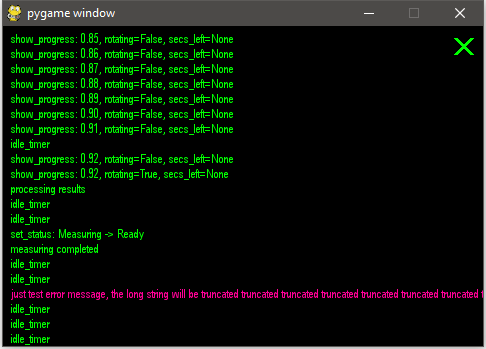 pygame window
show_progress: 0.85, rotating=False, secs_left=None
show_progress: 0.86, rotating=False, secs_left=None
show_progress: 0.87, rotating=False, secs_left=None
show_progress: 0.88, rotating=False, secs_left=None
show_progress: 0.89, rotating=False, secs_left=None
show_progress: 0.90, rotating=False, secs_left=None
show_progress: 0.91, rotating=False, secs_left=None
idle_timer
show_progress: 0.92, rotating=False, secs_left=None
show_progress: 0.92, rotating=True, secs_left=None
processing results
idle_timer
idle_timer
set_status: Measuring -> Ready
measuring completed
idle_timer
idle_timer
just test error message, the long string will be truncated truncated truncated truncated truncated truncated truncated t
idle_timer
idle_timer
idle_timer